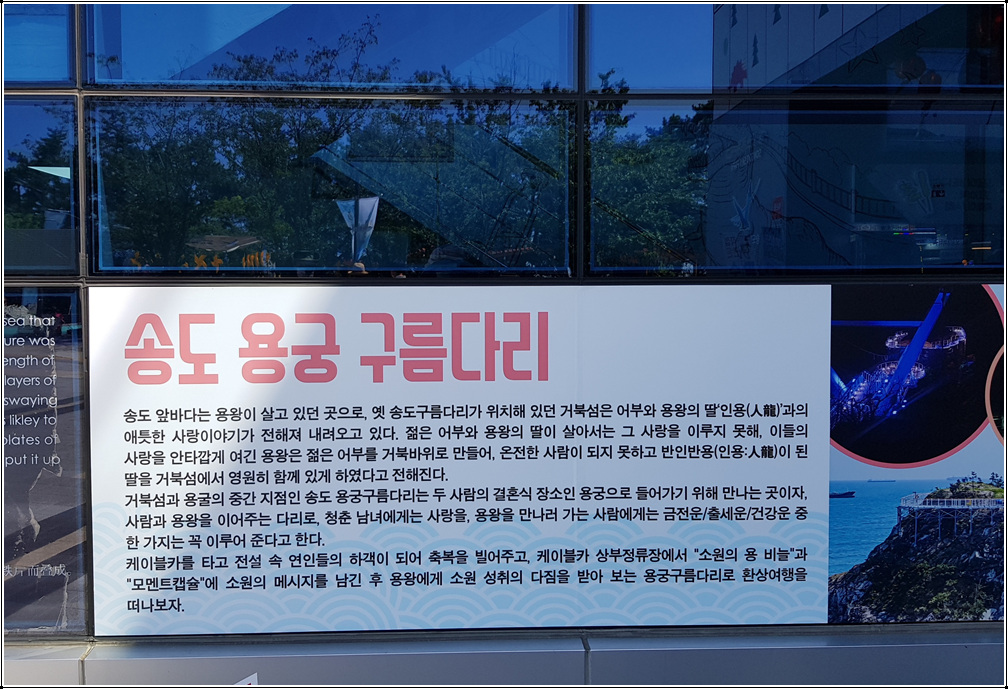 송도 용궁 구름다리
송도 앞바다는 용왕이 살고 있던 곳으로, 옛 송도구름다리가 위치해 있던 거북섬은 어부와 용왕의 딸'인용(人龍)'과의
애틋한 사랑이야기가 전해져 내려오고 있다. 젊은 어부와 용왕의 딸이 살아서는 그 사랑을 이루지 못해, 이들의
사랑을 안타깝게 여긴 용왕은 젊은 어부를 거북바위로 만들어, 온전한 사람이 되지 못하고 반인반용(인용:人龍)이 된
딸을 거북섬에서 영원히 함께 있게 하였다고 전해진다.
거북섬과 용굴의 중간 지점인 송도 용궁구름다리는 두 사람의 결혼식 장소인 용궁으로 들어가기 위해 만나는 곳이자,
사람과 용왕을 이어주는 다리로, 청춘 남녀에게는 사랑을, 용왕을 만나러 가는 사람에게는 금전운/출세운/건강운 중
한 가지는 꼭 이루어 준다고 한다.
케이블카를 타고 전설 속 연인들의 하객이 되어 축복을 빌어주고, 케이블카 상부정류장에서 "소원의 용 비늘"과
"모멘트캡슐"에 소원의 메시지를 남긴 후 용왕에게 소원 성취의 다짐을 받아 보는 용궁구름다리로 환상여행을
떠나보자.
sea that
ure was
ength of
layers of
swaying
likley to
plates of
put it up